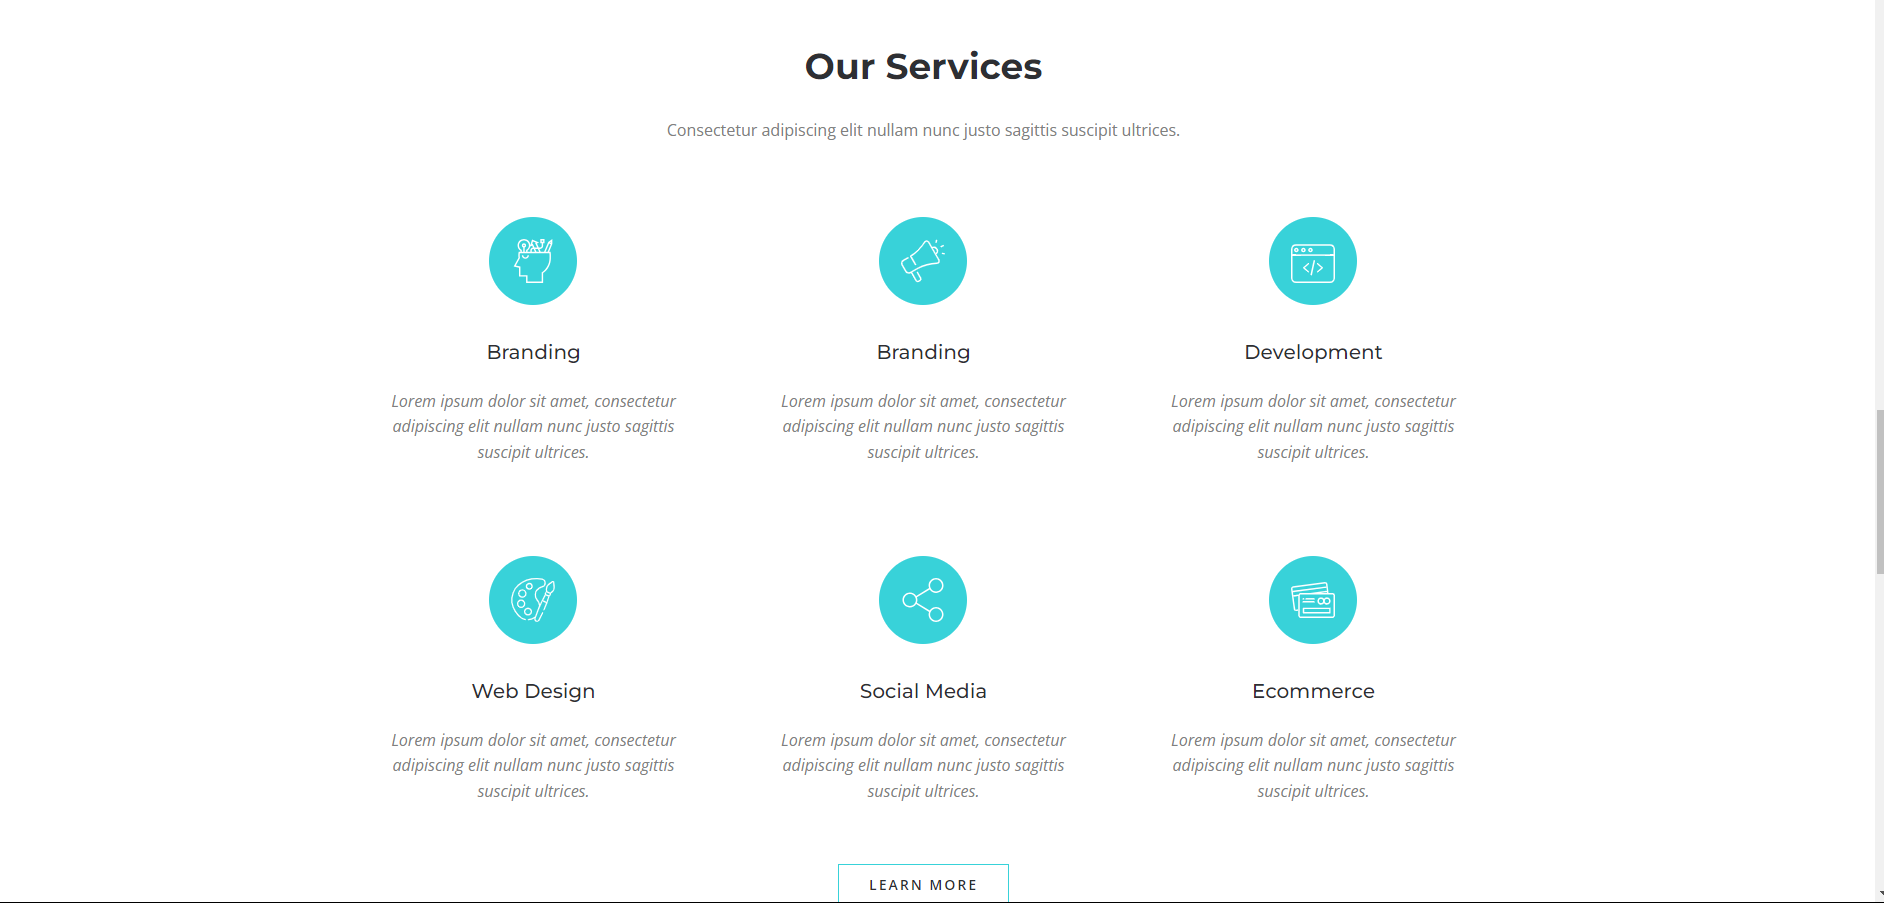 Our Services
Consectetur adipiscing elit nullam nunc justo sagittis suscipit ultrices.
Branding
Lorem ipsum dolor sit amet, consectetur
adipiscing elit nullam nunc justo sagittis
suscipit ultrices.
Branding
Lorem ipsum dolor sit amet, consectetur
adipiscing elit nullam nunc justo sagittis
suscipit ultrices.
Development
Lorem ipsum dolor sit amet, consectetur
adipiscing elit nullam nunc justo sagittis
suscipit ultrices.
Web Design
Lorem ipsum dolor sit amet, consectetur
adipiscing elit nullam nunc justo sagittis
suscipit ultrices.
Social Media
Lorem ipsum dolor sit amet, consectetur
adipiscing elit nullam nunc justo sagittis
suscipit ultrices.
Ecommerce
Lorem ipsum dolor sit amet, consectetur
adipiscing elit nullam nunc justo sagittis
suscipit ultrices.
LEARN MORE